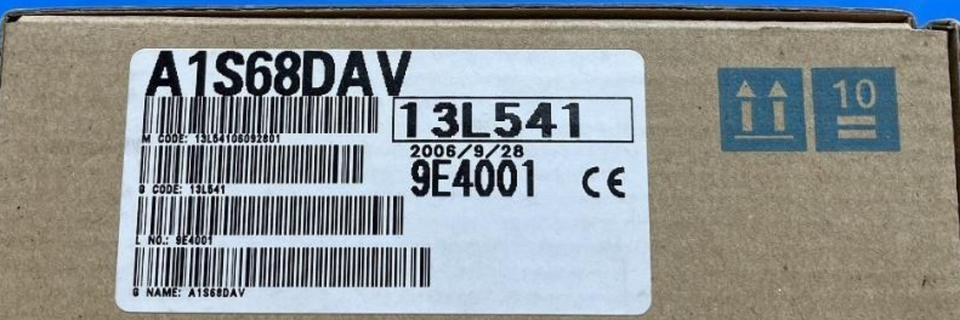 A1S68DAV
13L541
M CODE: 13L54106092801
2006/9/28
9E4001 CE
G CODE: 13L541
L NO.: 9E4001
G NAME: A1S68DAV
10